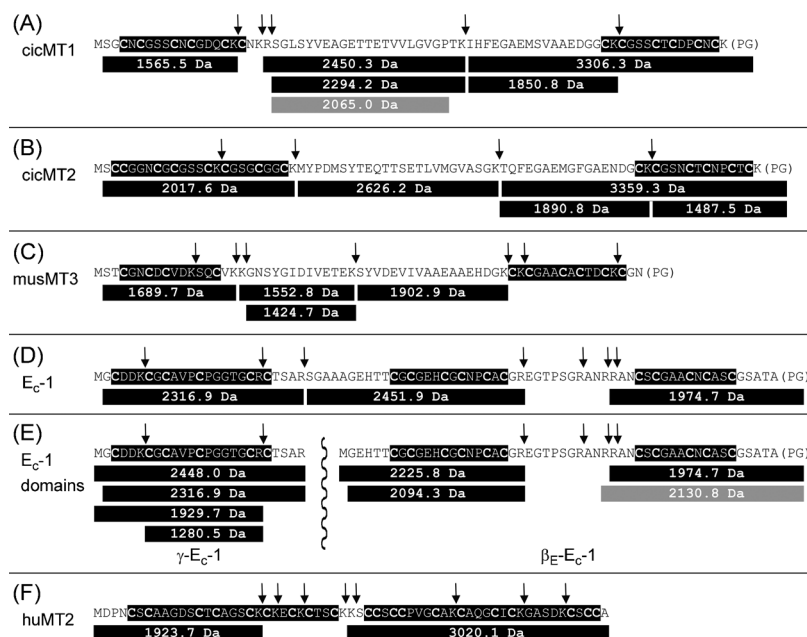 (A)
cicMT1
MSGCNCGSSCNCGDQCKCNKRSGLSYVEAGETTETVVLGVGPTKIHFEGAEMSVAAEDGGCKCGSSCTCDPCNCK(PG)
1565.5 Da 2450.3 Da 3306.3 Da
2294.2 Da 1850.8 Da
2065.0 Da
(B)
cicMT2
MSCCGGNCGCGSSCKCGSGCGGCKMYPDMSYTEQTTSETLVMGVASGKTQFEGAEMGFGAENDGCKCGSNCTCNPCTCK(PG)
2017.6 Da 2626.2 Da 3359.3 Da
1890.8 Da 1487.5 Da
(C)
musMT3
MSTCGNCDCVDKSQCVKKGNSYGIDIVETEKSYVDEVIVAAEAAEHDGKCKCGAACACTDCKCGN(PG)
1689.7 Da 1552.8 Da 1902.9 Da
1424.7 Da
(D)
Ec-1
MGCDDKCGCAVPCPGGTGCRCTSARSGAAAGEHTTCGCGEHCGCNPCACGREGTPSGRANRRANCSCGAACNCASCGSATA(PG)
2316.9 Da 2451.9 Da 1974.7 Da
(E)
Ec-1
domains
MGCDDKCGCAVPCPGGTGCRCTSAR MGEHTTCGCGEHCGCNPCACGREGTPSGRANRRANCSCGAACNCASCGSATA(PG)
2448.0 Da 2225.8 Da 1974.7 Da
2316.9 Da 2094.3 Da 2130.8 Da
1929.7 Da
1280.5 Da
γ-Ec-1 βE-Ec-1
(F)
huMT2
MDPNCSCAAGDSCTCAGSCKCKECKCTSCKKSCCSCCPVGCAKCAQGCICKGASDKCSCCA
1923.7 Da 3020.1 Da